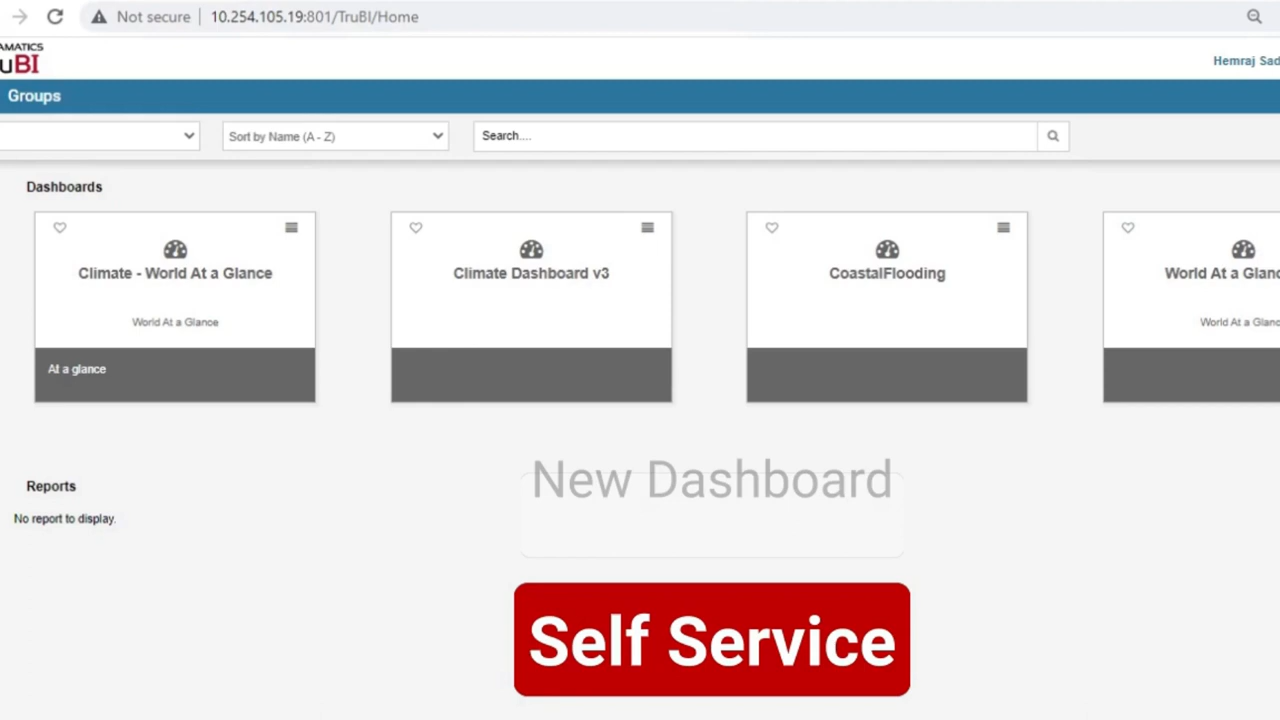 Not secure 10.254.105.19:801/TruBI/Home
AMATICS
uBI
Hemraj Sad
Groups
Sort by Name (A - Z)
Search....
Dashboards
Climate - World At a Glance
World At a Glance
At a glance
Climate Dashboard v3
CoastalFlooding
World At a Glanc
World At a Glanc
Reports
No report to display.
New Dashboard
Self Service